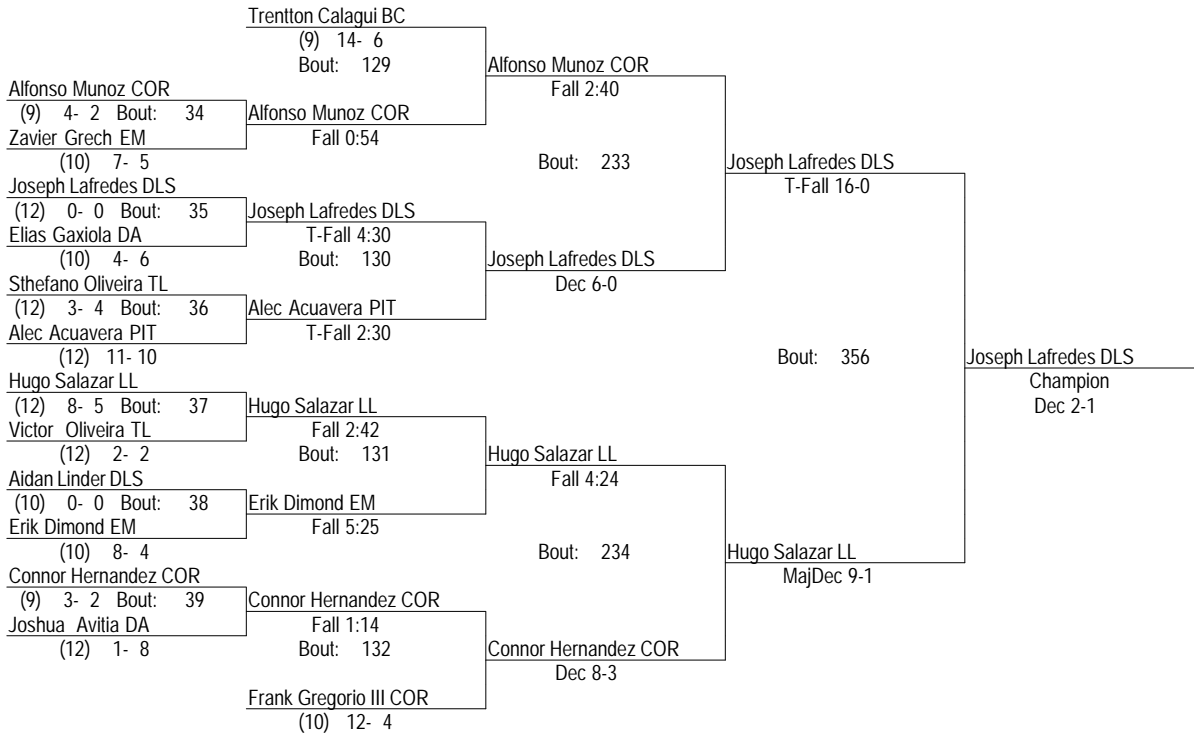 Trentton Calagui BC
(9) 14- 6
Bout: 129
Alfonso Munoz COR
Fall 2:40
Alfonso Munoz COR
(9) 4- 2 Bout: 34
Alfonso Munoz COR
Fall 0:54
Zavier Grech EM
(10) 7- 5
Bout: 233
Joseph Lafredes DLS
T-Fall 16-0
Joseph Lafredes DLS
(12) 0- 0 Bout: 35
Joseph Lafredes DLS
T-Fall 4:30
Elias Gaxiola DA
(10) 4- 6
Bout: 130
Joseph Lafredes DLS
Dec 6-0
Sthefano Oliveira TL
(12) 3- 4 Bout: 36
Alec Acuavera PIT
T-Fall 2:30
Alec Acuavera PIT
(12) 11- 10
Bout: 356
Joseph Lafredes DLS
Champion
Dec 2-1
Hugo Salazar LL
(12) 8- 5 Bout: 37
Hugo Salazar LL
Fall 2:42
Victor Oliveira TL
(12) 2- 2
Bout: 131
Hugo Salazar LL
Fall 4:24
Aidan Linder DLS
(10) 0- 0 Bout: 38
Erik Dimond EM
Fall 5:25
Erik Dimond EM
(10) 8- 4
Bout: 234
Hugo Salazar LL
MajDec 9-1
Connor Hernandez COR
(9) 3- 2 Bout: 39
Connor Hernandez COR
Fall 1:14
Joshua Avitia DA
(12) 1- 8
Bout: 132
Connor Hernandez COR
Dec 8-3
Frank Gregorio III COR
(10) 12- 4